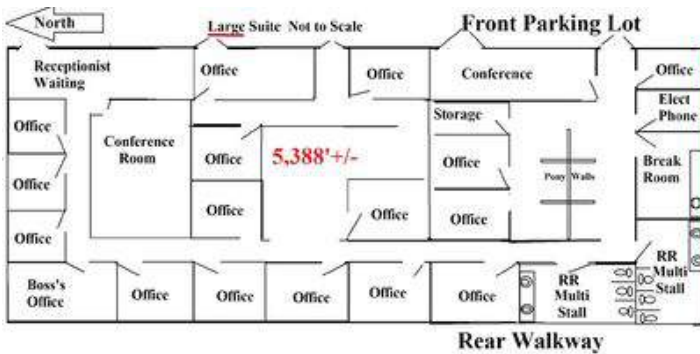 North
Large Suite Not to Scale
Front Parking Lot
Receptionist
Waiting
Office
Office
Conference
Office
Elect
Phone
Storage
Office
Conference
Room
Office
5,388'+/-
Office
Pony Walls
Break
Room
Office
Office
Office
Office
Office
Boss's
Office
Office
Office
Office
Office
Office
RR
Multi
Stall
RR
Multi
Stall
Rear Walkway